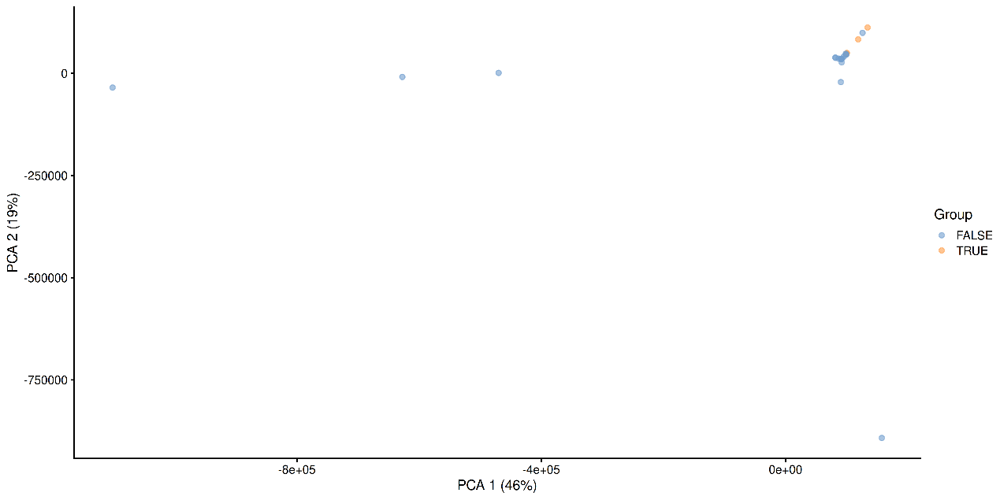 0
-250000
-500000
-750000
PCA 2 (19%)
-8e+05
-4e+05
0e+00
PCA 1 (46%)
Group
FALSE
TRUE